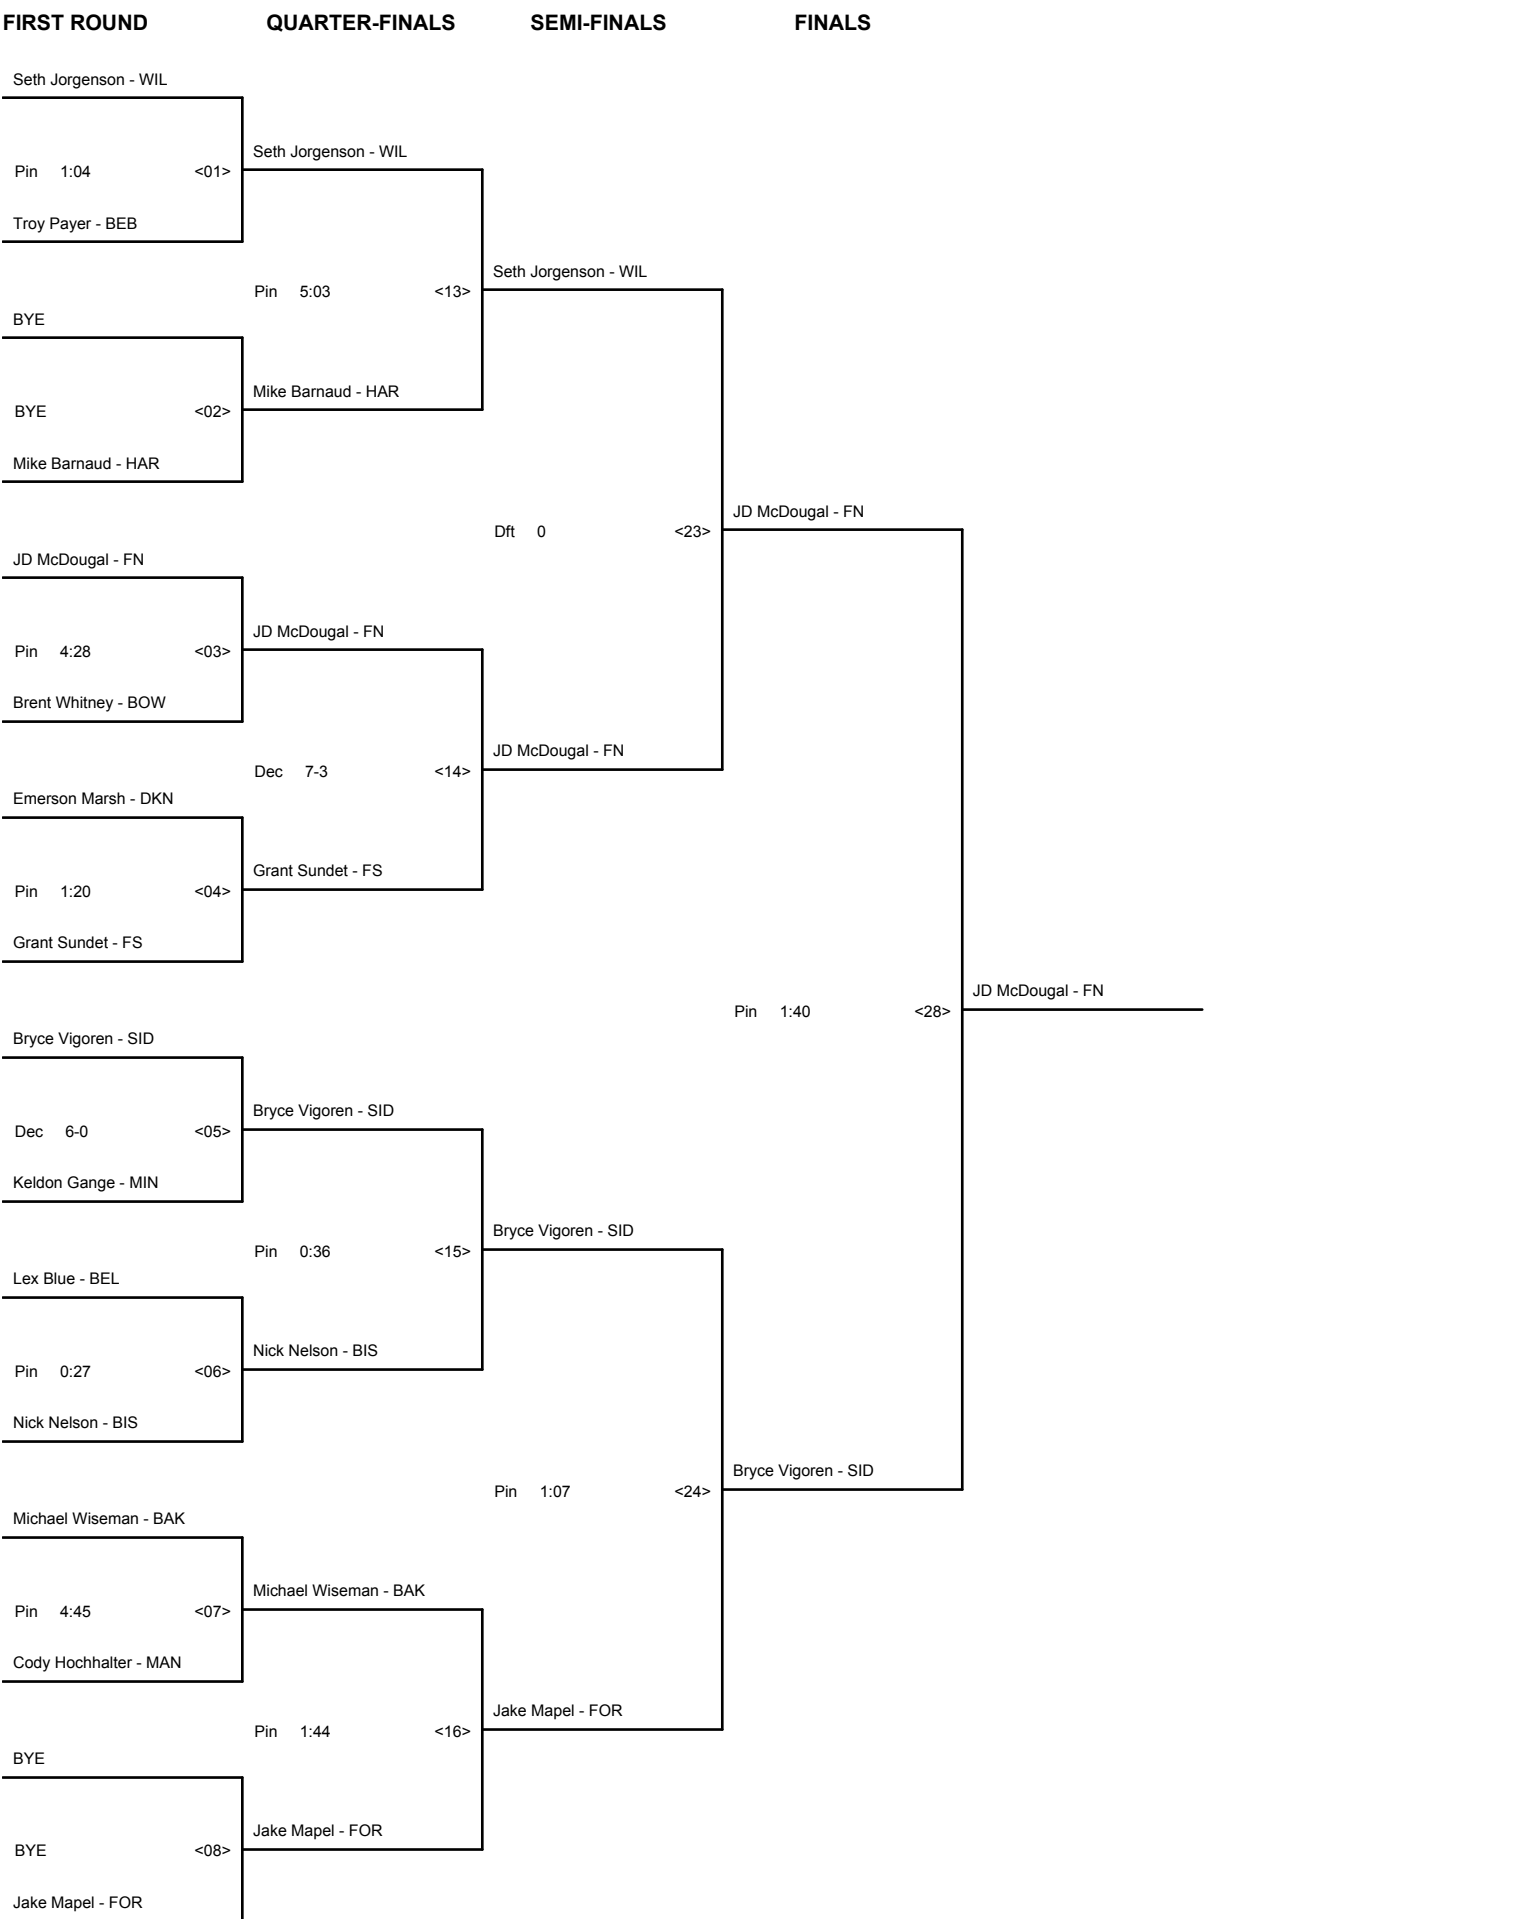 FIRST ROUND QUARTER-FINALS SEMI-FINALS FINALS
Seth Jorgenson - WIL
Seth Jorgenson - WIL
Pin 1:04 <01>
Troy Payer - BEB
Seth Jorgenson - WIL
Pin 5:03 <13>
BYE
Mike Barnaud - HAR
BYE <02>
Mike Barnaud - HAR
JD McDougal - FN
Dft 0 <23>
JD McDougal - FN
JD McDougal - FN
Pin 4:28 <03>
Brent Whitney - BOW
JD McDougal - FN
Dec 7-3 <14>
Emerson Marsh - DKN
Grant Sundet - FS
Pin 1:20 <04>
Grant Sundet - FS
JD McDougal - FN
Pin 1:40 <28>
Bryce Vigoren - SID
Bryce Vigoren - SID
Dec 6-0 <05>
Keldon Gange - MIN
Bryce Vigoren - SID
Pin 0:36 <15>
Lex Blue - BEL
Nick Nelson - BIS
Pin 0:27 <06>
Nick Nelson - BIS
Bryce Vigoren - SID
Pin 1:07 <24>
Michael Wiseman - BAK
Michael Wiseman - BAK
Pin 4:45 <07>
Cody Hochhalter - MAN
Jake Mapel - FOR
Pin 1:44 <16>
BYE
Jake Mapel - FOR
BYE <08>
Jake Mapel - FOR